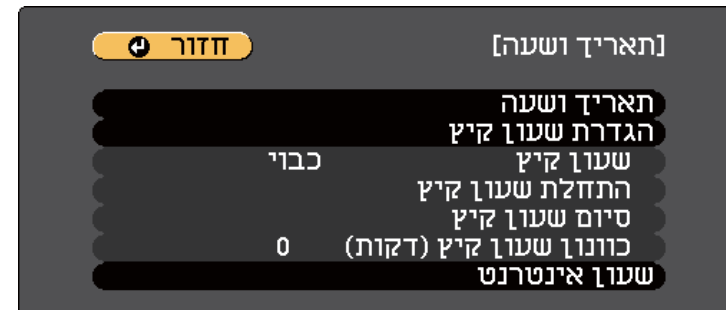 [תאריך ושעה] חזור
תאריך ושעה
הגדרת שעון קיץ
שעון קיץ כבוי
התחלת שעון קיץ
סיום שעון קיץ
כוונון שעון קיץ (דקות) 0
שעון אינטרנט